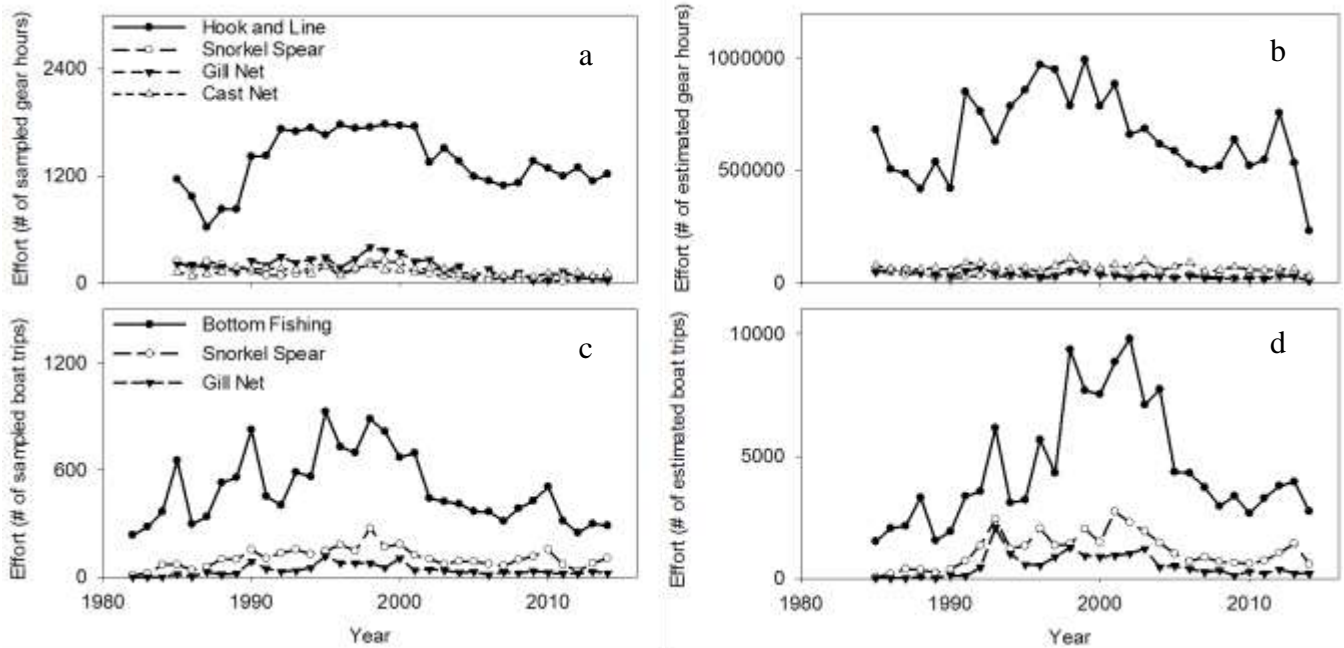 Effort (# of sampled gear hours)
2400
1200
0
Hook and Line
Snorkel Spear
Gill Net
Cast Net
a
Effort (# of estimated gear hours)
1000000
500000
0
b
Effort (# of sampled boat trips)
1200
600
0
Bottom Fishing
Snorkel Spear
Gill Net
c
1980 1990 2000 2010
Year
Effort (# of estimated boat trips)
10000
5000
0
d
1980 1990 2000 2010
Year